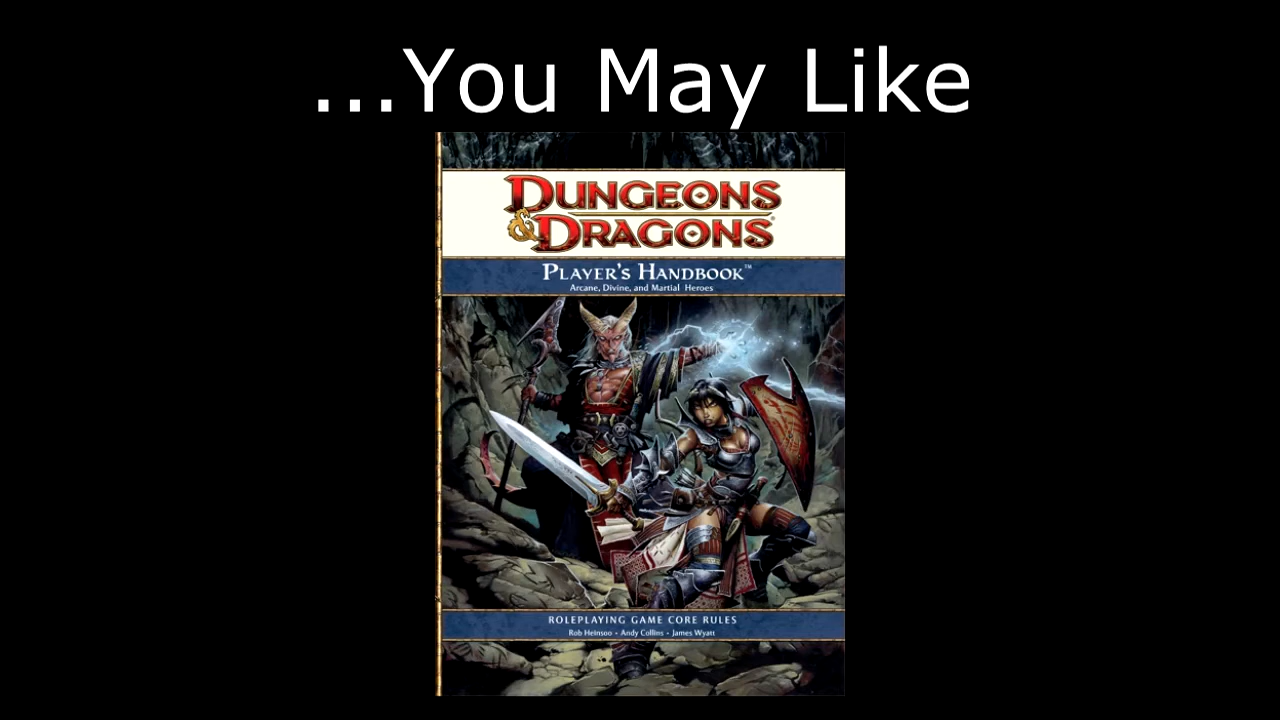 ...You May Like
DUNGEONS
& DRAGONS®
PLAYER'S HANDBOOK™
Arcane, Divine, and Martial Heroes
ROLEPLAYING GAME CORE RULES
Rob Heinsoo • Andy Collins • James Wyatt